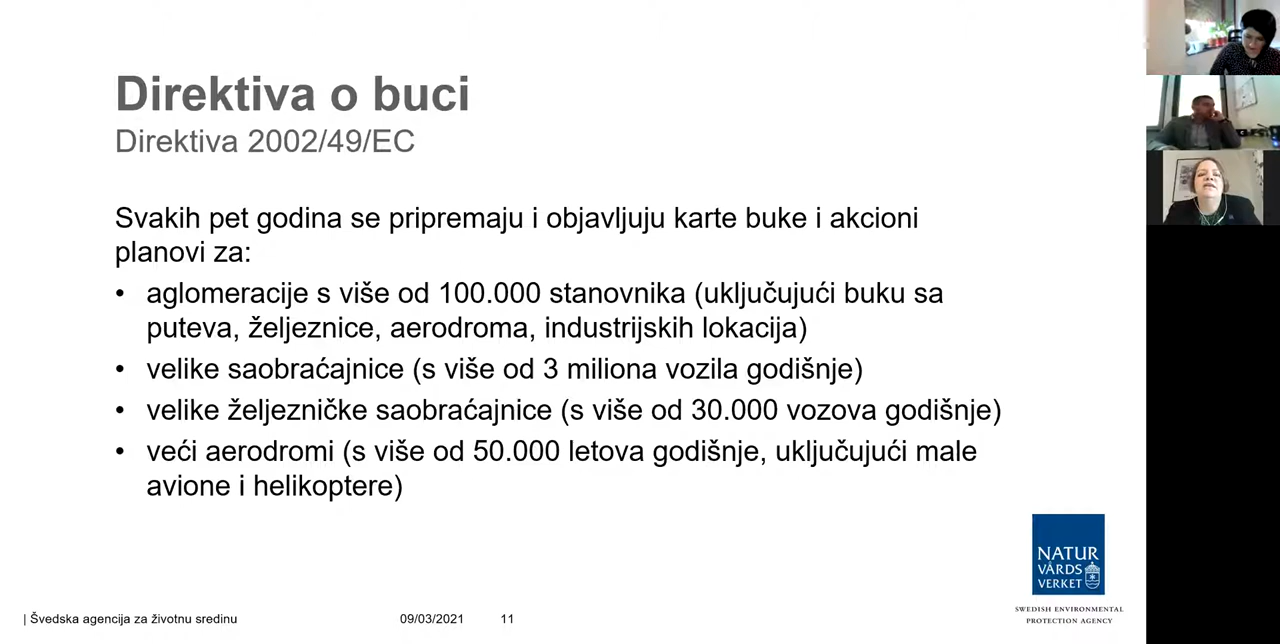 Direktiva o buci
Direktiva 2002/49/EC
Svakih pet godina se pripremaju i objavljuju karte buke i akcioni
planovi za:
• aglomeracije s više od 100.000 stanovnika (uključujući buku sa
puteva, željeznice, aerodroma, industrijskih lokacija)
• velike saobraćajnice (s više od 3 miliona vozila godišnje)
• velike željezničke saobraćajnice (s više od 30.000 vozova godišnje)
• veći aerodromi (s više od 50.000 letova godišnje, uključujući male
avione i helikoptere)
NATUR
VÅRDS
VERKET
SWEDISH ENVIRONMENTAL
PROTECTION AGENCY
| Švedska agencija za životnu sredinu
09/03/2021
11